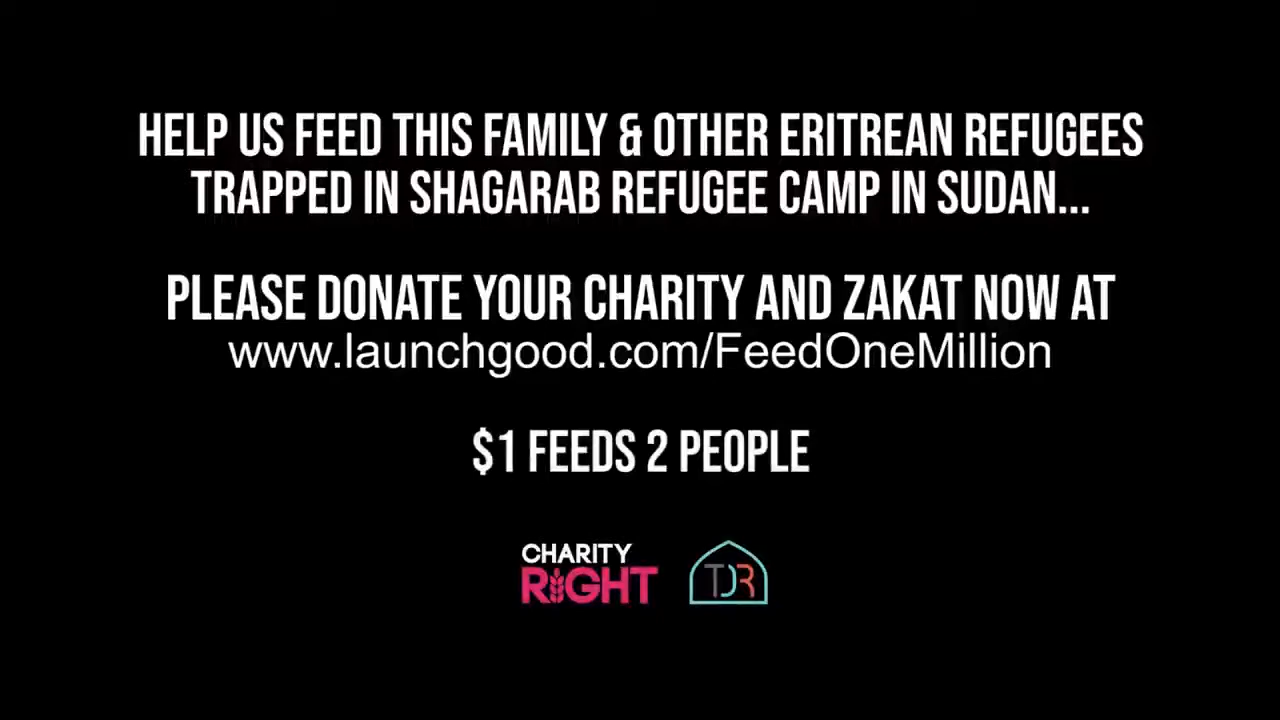 HELP US FEED THIS FAMILY & OTHER ERITREAN REFUGEES
TRAPPED IN SHAGARAB REFUGEE CAMP IN SUDAN...
PLEASE DONATE YOUR CHARITY AND ZAKAT NOW AT
www.launchgood.com/FeedOneMillion
$1 FEEDS 2 PEOPLE
CHARITY
RIGHT
TDR